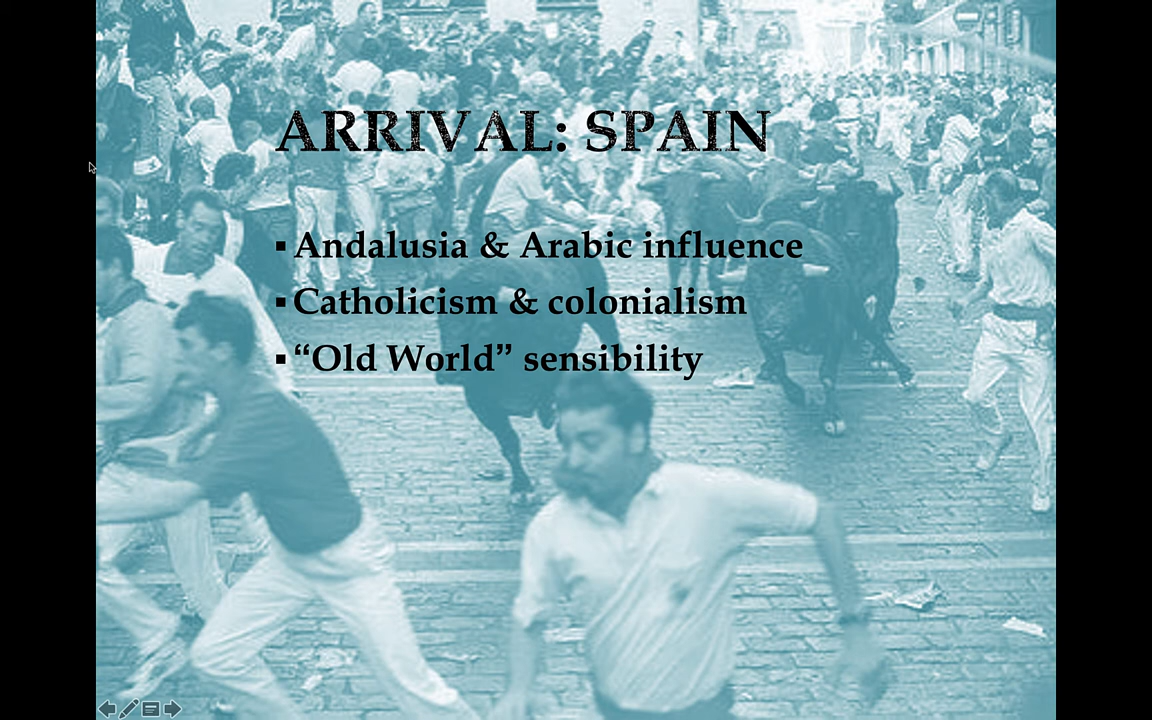 ARRIVAL: SPAIN
▪ Andalusia & Arabic influence
▪ Catholicism & colonialism
▪ “Old World” sensibility